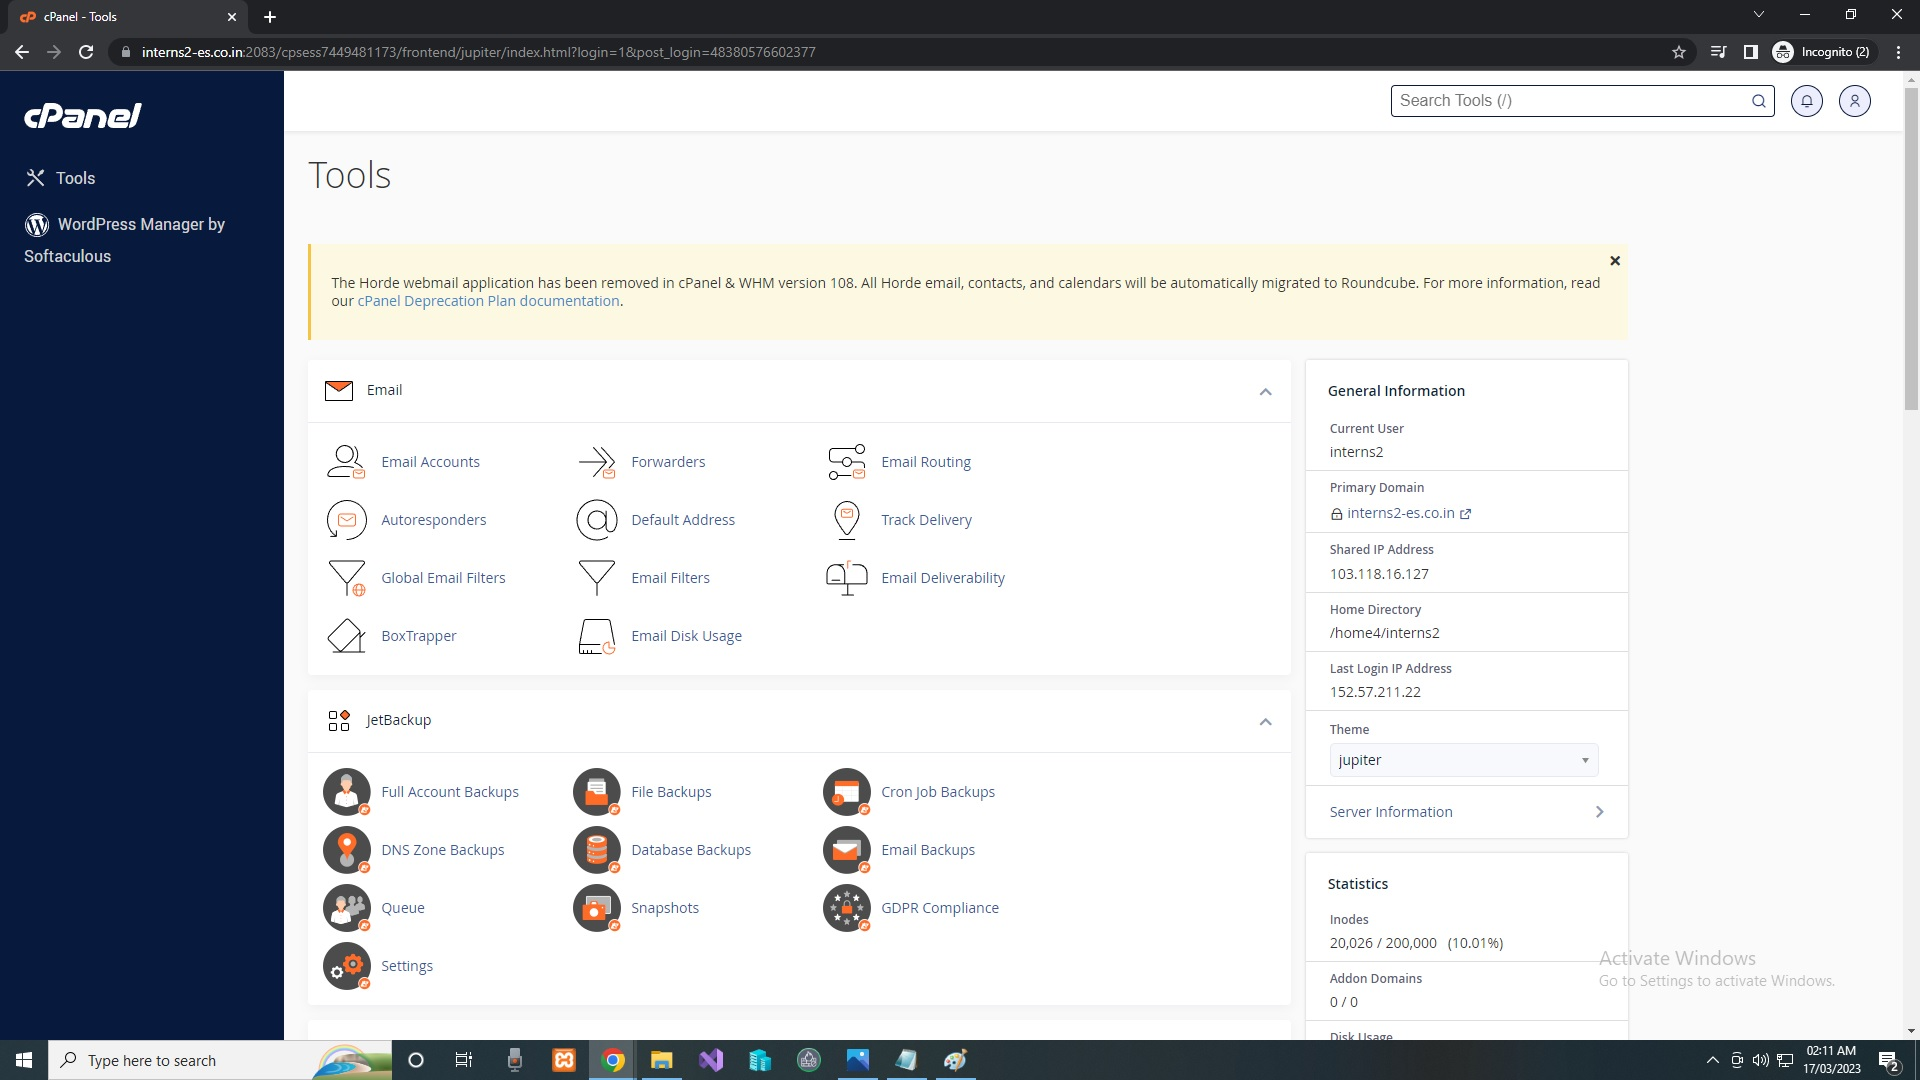 cPanel - Tools
interns2-es.co.in:2083/cpsess7449481173/frontend/jupiter/index.html?login=1&post_login=48380576602377
Incognito (2)
cPanel
Tools
WordPress Manager by
Softaculous
Search Tools (/)
Tools
The Horde webmail application has been removed in cPanel & WHM version 108. All Horde email, contacts, and calendars will be automatically migrated to Roundcube. For more information, read
our cPanel Deprecation Plan documentation.
Email
Email Accounts
Forwarders
Email Routing
Autoresponders
Default Address
Track Delivery
Global Email Filters
Email Filters
Email Deliverability
BoxTrapper
Email Disk Usage
JetBackup
Full Account Backups
File Backups
Cron Job Backups
DNS Zone Backups
Database Backups
Email Backups
Queue
Snapshots
GDPR Compliance
Settings
General Information
Current User
interns2
Primary Domain
interns2-es.co.in
Shared IP Address
103.118.16.127
Home Directory
/home4/interns2
Last Login IP Address
152.57.211.22
Theme
jupiter
Server Information
Statistics
Inodes
20,026 / 200,000 (10.01%)
Addon Domains
0 / 0
Disk Usage
Activate Windows
Go to Settings to activate Windows.
Type here to search
02:11 AM
17/03/2023
2